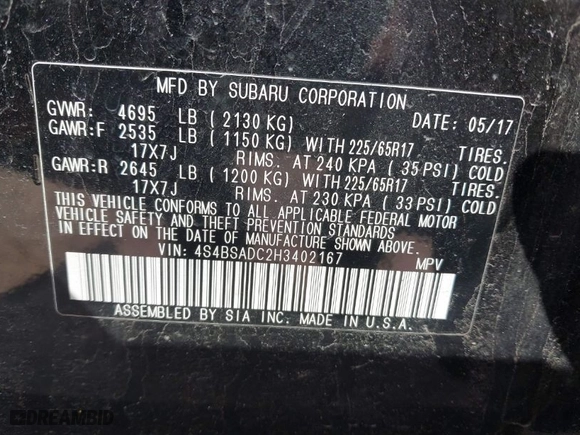 MFD BY SUBARU CORPORATION
GVWR: 4695 LB ( 2130 KG) DATE: 05/17
GAWR:F 2535 LB ( 1150 KG) WITH 225/65R17 TIRES.
17X7J RIMS. AT 240 KPA ( 35 PSI) COLD
GAWR:R 2645 LB ( 1200 KG) WITH 225/65R17 TIRES.
17X7J RIMS. AT 230 KPA ( 33 PSI) COLD
THIS VEHICLE CONFORMS TO ALL APPLICABLE FEDERAL MOTOR
VEHICLE SAFETY AND THEFT PREVENTION STANDARDS
IN EFFECT ON THE DATE OF MANUFACTURE SHOWN ABOVE.
VIN: 4S4BSADC2H3402167 MPV
ASSEMBLED BY SIA INC. MADE IN U.S.A.
DREAMBID